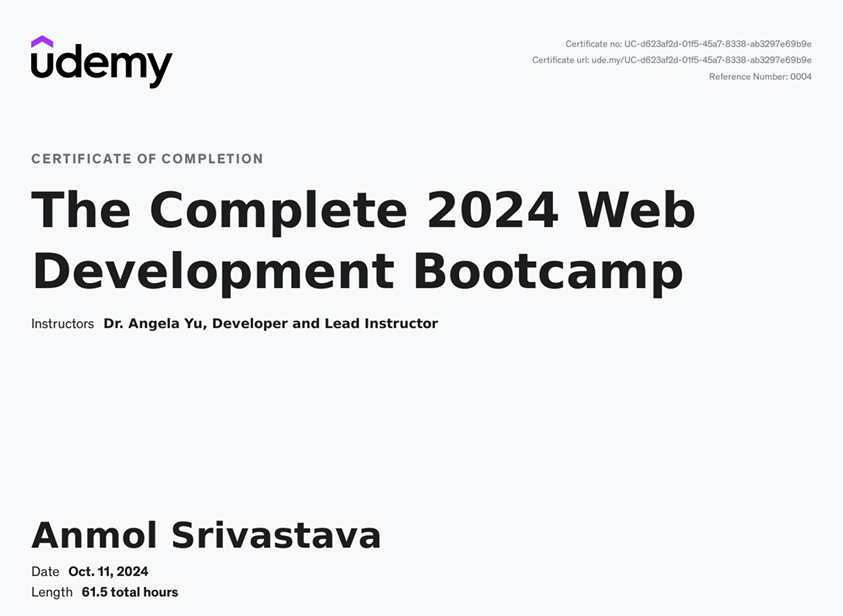 udemy
Certificate no: UC-d623af2d-01f5-45a7-8338-ab3297e69b9e
Certificate url: ude.my/UC-d623af2d-01f5-45a7-8338-ab3297e69b9e
Reference Number: 0004
CERTIFICATE OF COMPLETION
The Complete 2024 Web
Development Bootcamp
Instructors Dr. Angela Yu, Developer and Lead Instructor
Anmol Srivastava
Date Oct. 11, 2024
Length 61.5 total hours